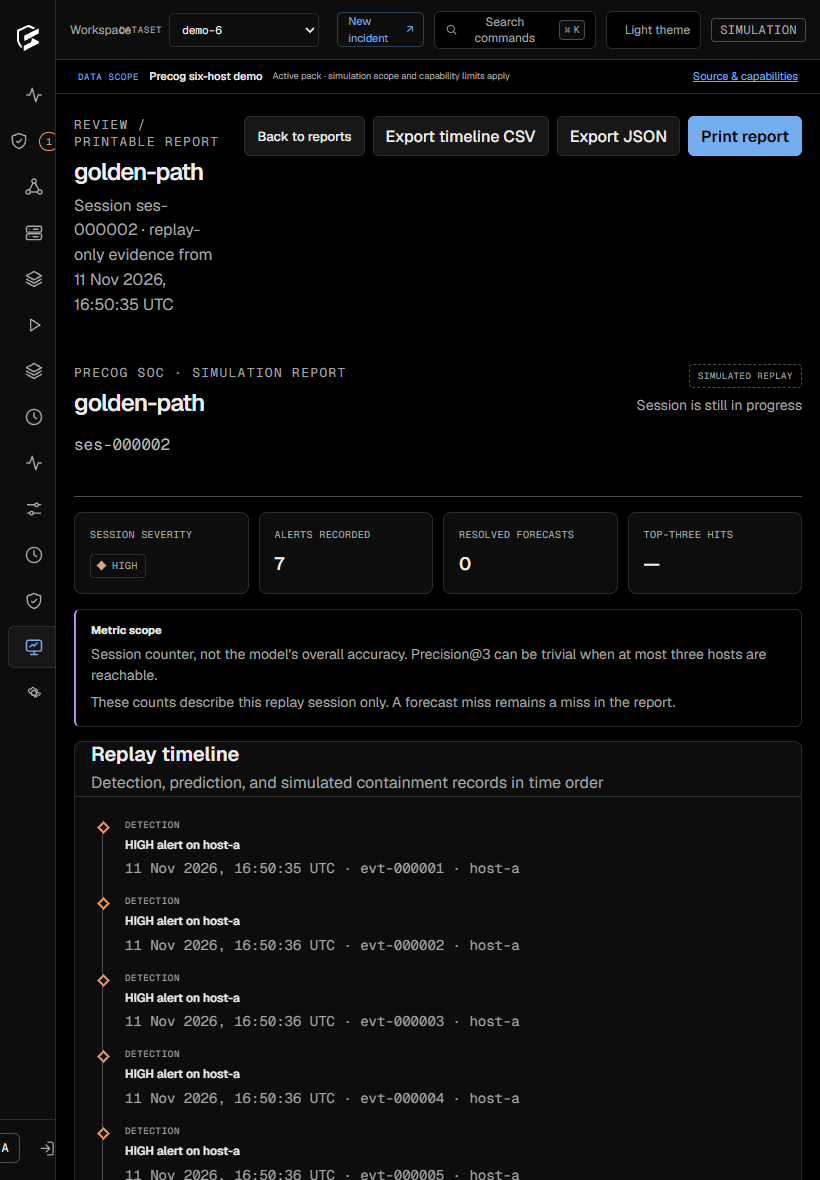 Workspace DATASET demo-6 New incident Search commands ⌘ K Light theme SIMULATION
DATA SCOPE Precog six-host demo Active pack · simulation scope and capability limits apply Source & capabilities
1
REVIEW /
PRINTABLE REPORT
Back to reports Export timeline CSV Export JSON Print report
golden-path
Session ses-
000002 · replay-
only evidence from
11 Nov 2026,
16:50:35 UTC
PRECOG SOC · SIMULATION REPORT
SIMULATED REPLAY
golden-path
Session is still in progress
ses-000002
SESSION SEVERITY
HIGH
ALERTS RECORDED
7
RESOLVED FORECASTS
0
TOP-THREE HITS
—
Metric scope
Session counter, not the model's overall accuracy. Precision@3 can be trivial when at most three hosts are
reachable.
These counts describe this replay session only. A forecast miss remains a miss in the report.
Replay timeline
Detection, prediction, and simulated containment records in time order
DETECTION
HIGH alert on host-a
11 Nov 2026, 16:50:35 UTC · evt-000001 · host-a
DETECTION
HIGH alert on host-a
11 Nov 2026, 16:50:36 UTC · evt-000002 · host-a
DETECTION
HIGH alert on host-a
11 Nov 2026, 16:50:36 UTC · evt-000003 · host-a
DETECTION
HIGH alert on host-a
11 Nov 2026, 16:50:36 UTC · evt-000004 · host-a
DETECTION
HIGH alert on host-a
11 Nov 2026, 16:50:36 UTC · evt-000005 · host-a
A